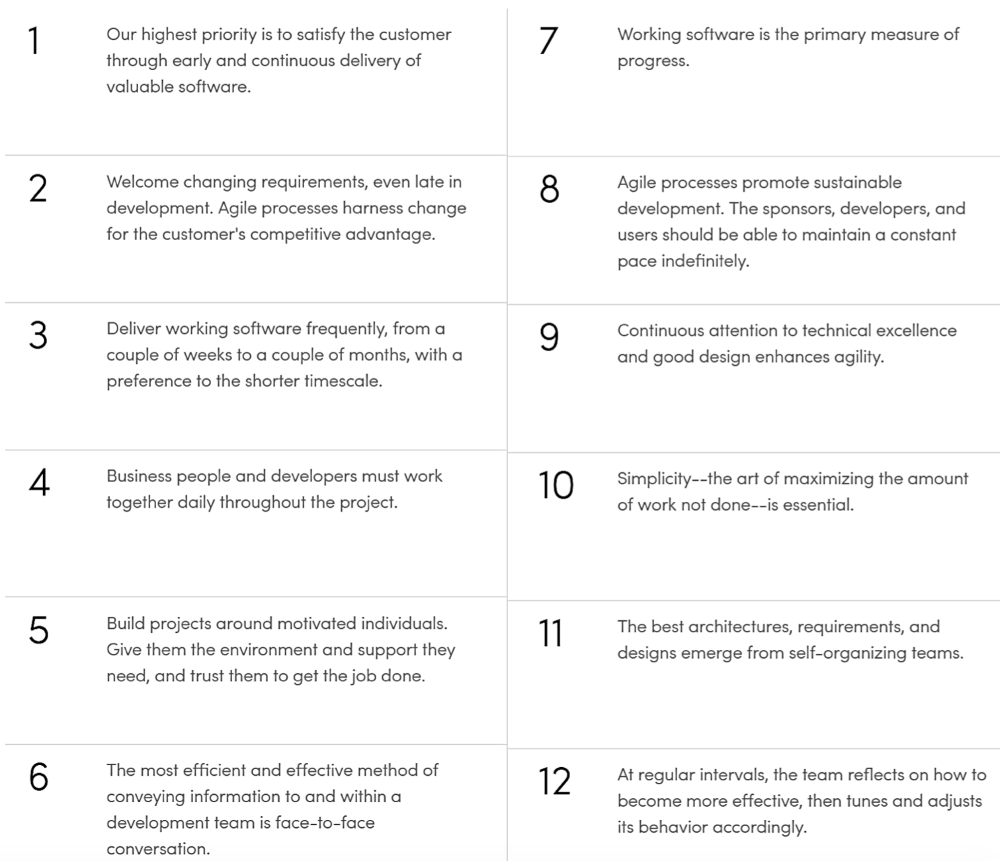 1
Our highest priority is to satisfy the customer
through early and continuous delivery of
valuable software.
2
Welcome changing requirements, even late in
development. Agile processes harness change
for the customer's competitive advantage.
3
Deliver working software frequently, from a
couple of weeks to a couple of months, with a
preference to the shorter timescale.
4
Business people and developers must work
together daily throughout the project.
5
Build projects around motivated individuals.
Give them the environment and support they
need, and trust them to get the job done.
6
The most efficient and effective method of
conveying information to and within a
development team is face-to-face
conversation.
7
Working software is the primary measure of
progress.
8
Agile processes promote sustainable
development. The sponsors, developers, and
users should be able to maintain a constant
pace indefinitely.
9
Continuous attention to technical excellence
and good design enhances agility.
10
Simplicity--the art of maximizing the amount
of work not done--is essential.
11
The best architectures, requirements, and
designs emerge from self-organizing teams.
12
At regular intervals, the team reflects on how to
become more effective, then tunes and adjusts
its behavior accordingly.